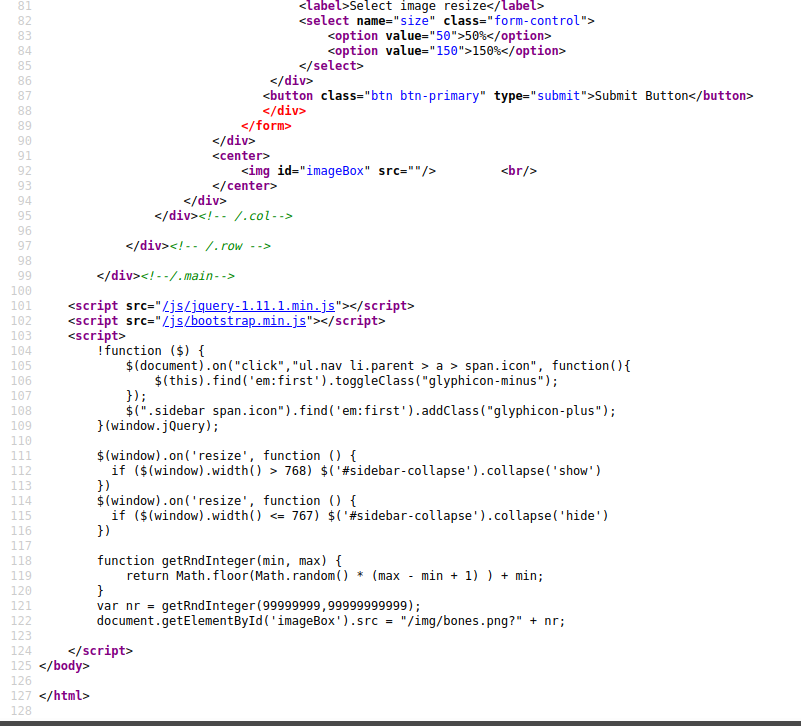 81 <label>Select image resize</label>
82 <select name="size" class="form-control">
83 <option value="50">50%</option>
84 <option value="150">150%</option>
85 </select>
86 </div>
87 <button class="btn btn-primary" type="submit">Submit Button</button>
88 </div>
89 </form>
90 </div>
91 <center>
92 <img id="imageBox" src=""/> <br/>
93 </center>
94 </div>
95 </div><!-- /.col-->
96
97 </div><!-- /.row -->
98
99 </div><!--/.main-->
100
101 <script src="/js/jquery-1.11.1.min.js"></script>
102 <script src="/js/bootstrap.min.js"></script>
103 <script>
104 !function ($) {
105 $(document).on("click","ul.nav li.parent > a > span.icon", function(){
106 $(this).find('em:first').toggleClass("glyphicon-minus");
107 });
108 $(".sidebar span.icon").find('em:first').addClass("glyphicon-plus");
109 }(window.jQuery);
110
111 $(window).on('resize', function () {
112 if ($(window).width() > 768) $('#sidebar-collapse').collapse('show')
113 })
114 $(window).on('resize', function () {
115 if ($(window).width() <= 767) $('#sidebar-collapse').collapse('hide')
116 })
117
118 function getRndInteger(min, max) {
119 return Math.floor(Math.random() * (max - min + 1) ) + min;
120 }
121 var nr = getRndInteger(99999999,99999999999);
122 document.getElementById('imageBox').src = "/img/bones.png?" + nr;
123
124 </script>
125 </body>
126
127 </html>
128